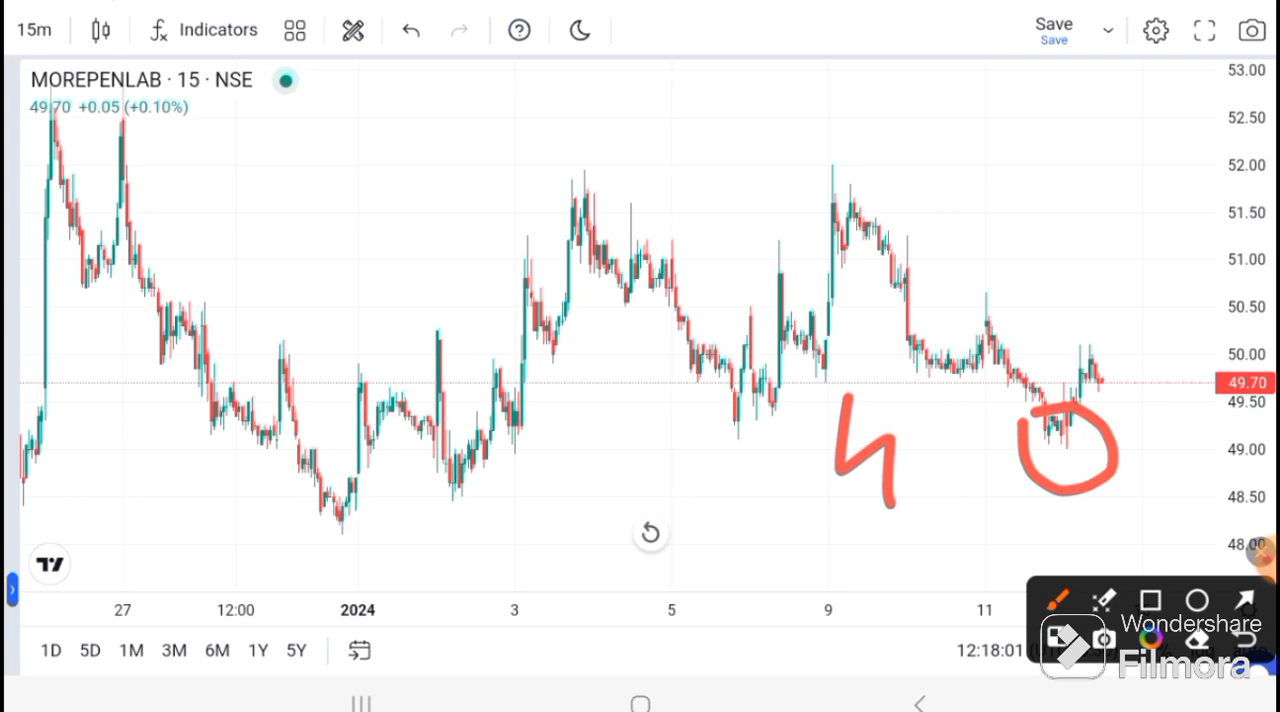 15m
Indicators
Save
Save
MOREPENLAB · 15 · NSE
49.70 +0.05 (+0.10%)
53.00
52.50
52.00
51.50
51.00
50.50
50.00
49.70
49.50
49.00
48.50
48.00
27 12:00 2024 3 5 9 11
1D 5D 1M 3M 6M 1Y 5Y
12:18:01
Wondershare
Filmora